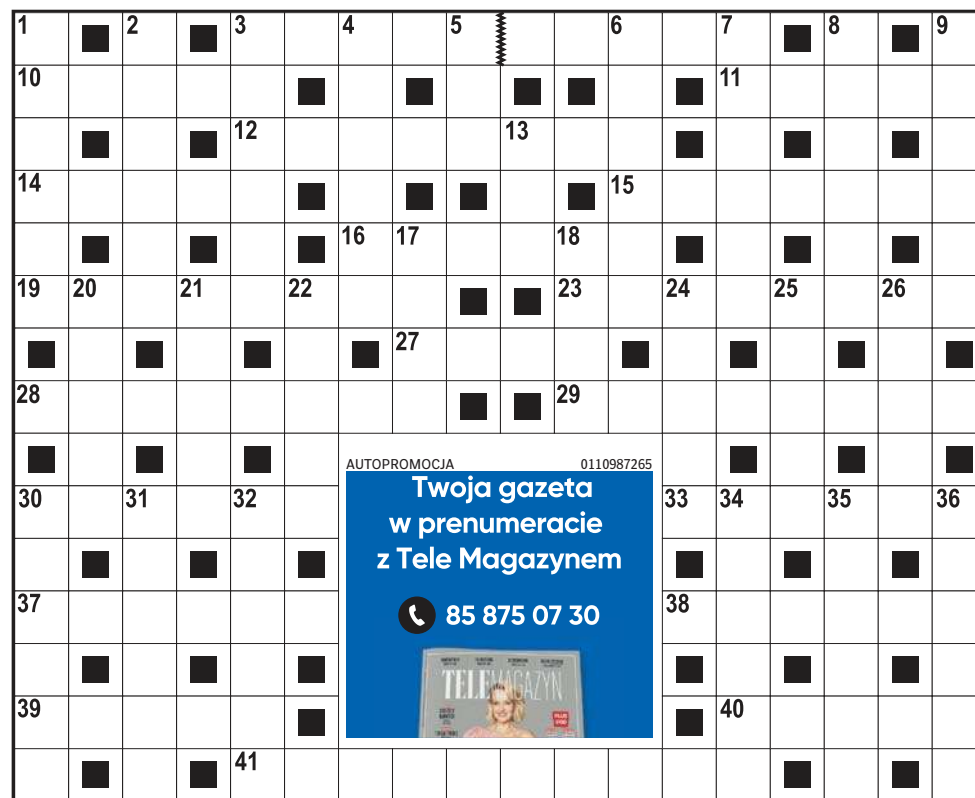 1 2 3 4 5 6 7 8 9
10 11
12 13
14 15
16 17 18
19 20 21 22 23 24 25 26
27
28 29
AUTOPROMOCJA 0110987265
Twoja gazeta
w prenumeracie
z Tele Magazynem
30 31 32 33 34 35 36
85 875 07 30
37 38
TELEMAGAZYN
39 40
41